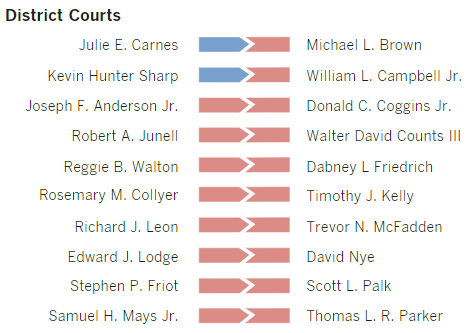 District Courts
Julie E. Carnes Michael L. Brown
Kevin Hunter Sharp William L. Campbell Jr.
Joseph F. Anderson Jr. Donald C. Coggins Jr.
Robert A. Junell Walter David Counts III
Reggie B. Walton Dabney L Friedrich
Rosemary M. Collyer Timothy J. Kelly
Richard J. Leon Trevor N. McFadden
Edward J. Lodge David Nye
Stephen P. Friot Scott L. Palk
Samuel H. Mays Jr. Thomas L. R. Parker